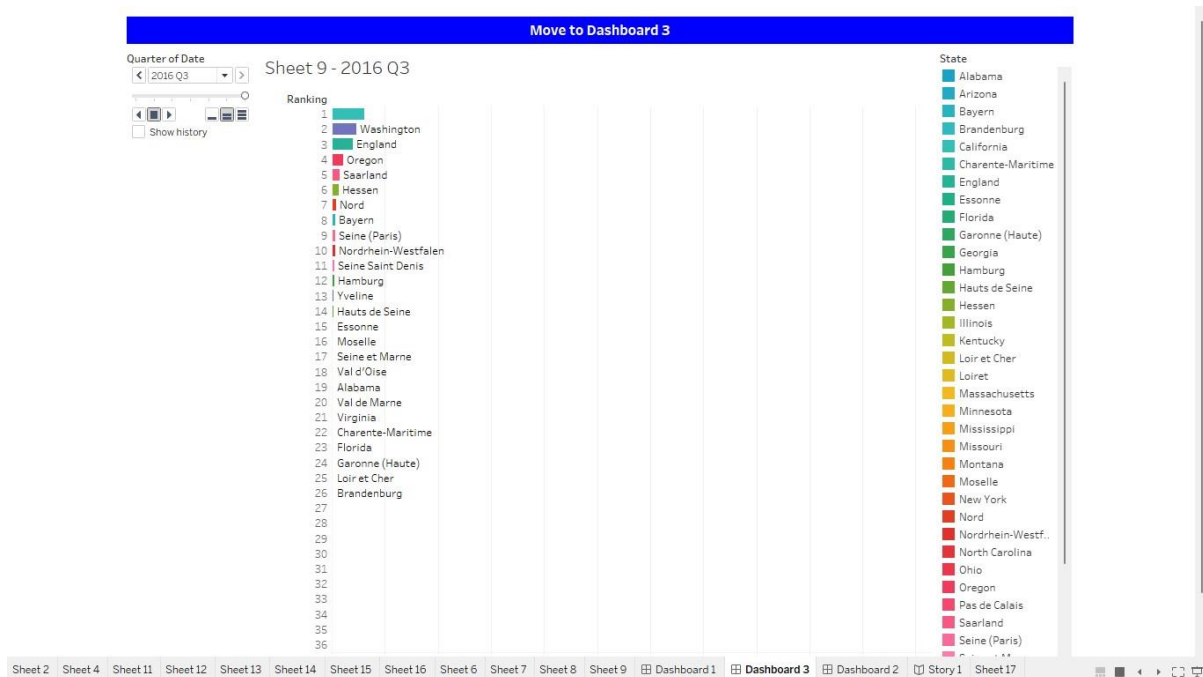 Move to Dashboard 3
Quarter of Date
2016 Q3
Show history
Sheet 9 - 2016 Q3
Ranking
1
2 Washington
3 England
4 Oregon
5 Saarland
6 Hessen
7 Nord
8 Bayern
9 Seine (Paris)
10 Nordrhein-Westfalen
11 Seine Saint Denis
12 Hamburg
13 Yveline
14 Hauts de Seine
15 Essonne
16 Moselle
17 Seine et Marne
18 Val d'Oise
19 Alabama
20 Val de Marne
21 Virginia
22 Charente-Maritime
23 Florida
24 Garonne (Haute)
25 Loir et Cher
26 Brandenburg
27
28
29
30
31
32
33
34
35
36
State
Alabama
Arizona
Bayern
Brandenburg
California
Charente-Maritime
England
Essonne
Florida
Garonne (Haute)
Georgia
Hamburg
Hauts de Seine
Hessen
Illinois
Kentucky
Loir et Cher
Loiret
Massachusetts
Minnesota
Mississippi
Missouri
Montana
Moselle
New York
Nord
Nordrhein-Westf..
North Carolina
Ohio
Oregon
Pas de Calais
Saarland
Seine (Paris)
Sheet 2 Sheet 4 Sheet 11 Sheet 12 Sheet 13 Sheet 14 Sheet 15 Sheet 16 Sheet 6 Sheet 7 Sheet 8 Sheet 9 Dashboard 1 Dashboard 3 Dashboard 2 Story 1 Sheet 17